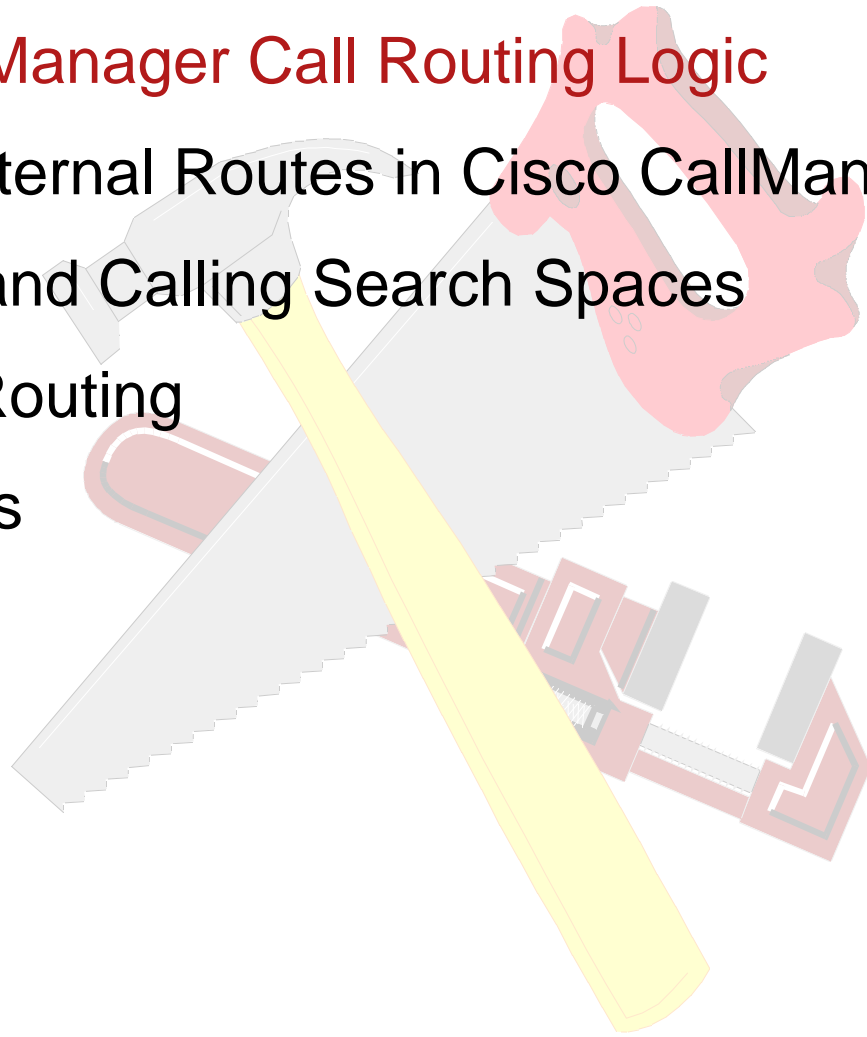 Manager Call Routing Logic
ternal Routes in Cisco CallMan
and Calling Search Spaces
Routing
s